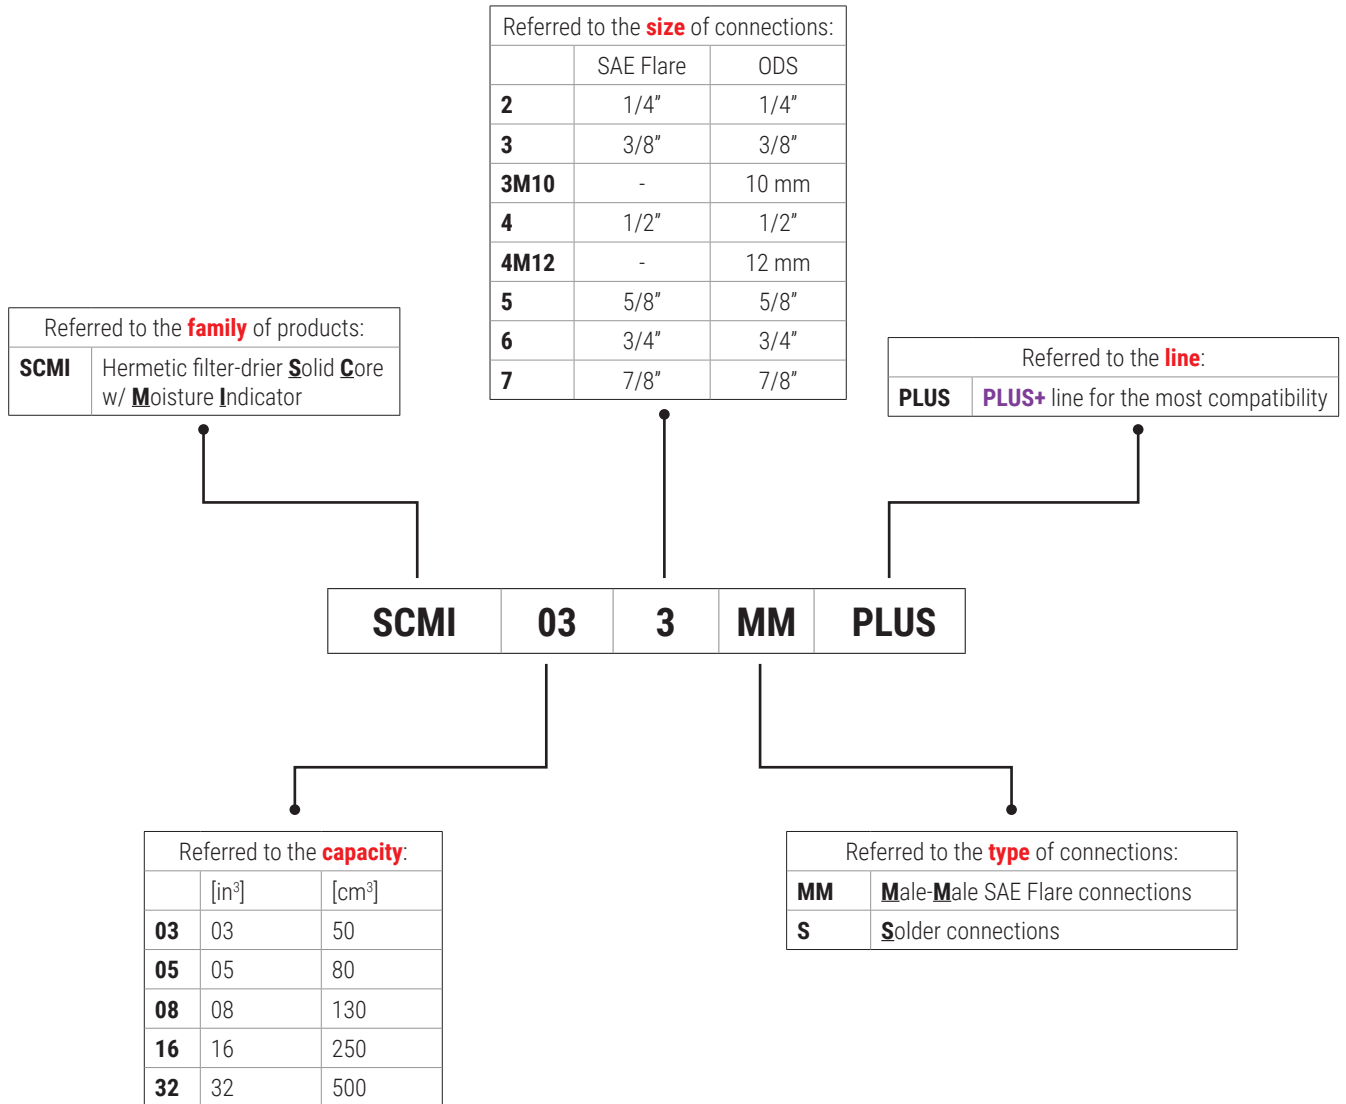 Referred to the size of connections:
SAE Flare ODS
2 1/4” 1/4”
3 3/8” 3/8”
3M10 - 10 mm
4 1/2” 1/2”
4M12 - 12 mm
5 5/8” 5/8”
6 3/4” 3/4”
7 7/8” 7/8”
Referred to the family of products:
SCMI Hermetic filter-drier Solid Core
w/ Moisture Indicator
Referred to the line:
PLUS PLUS+ line for the most compatibility
SCMI 03 3 MM PLUS
Referred to the capacity:
[in³] [cm³]
03 03 50
05 05 80
08 08 130
16 16 250
32 32 500
Referred to the type of connections:
MM Male-Male SAE Flare connections
S Solder connections